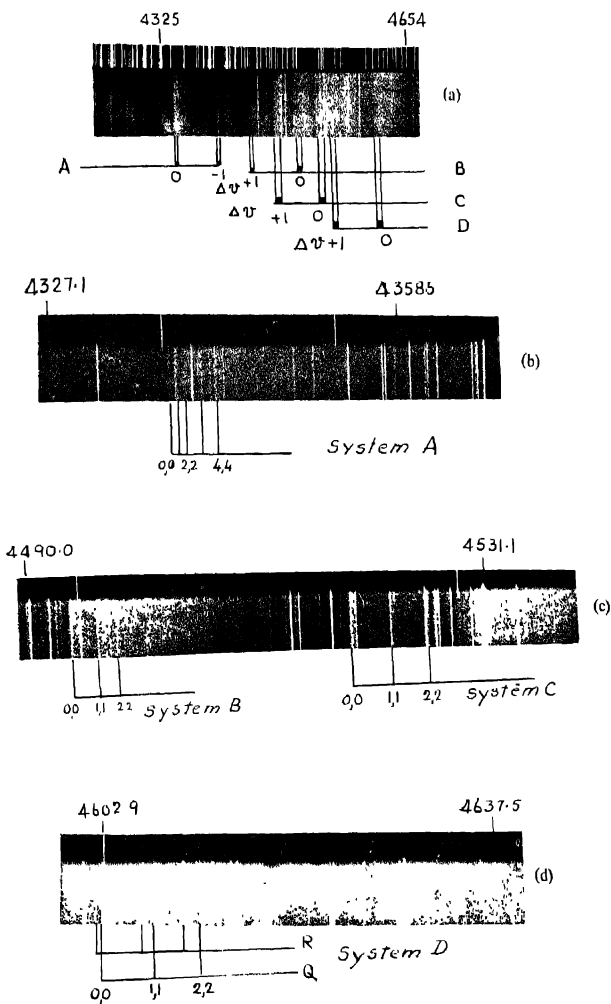 4325 4654
(a)
A
0 -1 Δv +1 0 B
Δv +1 0 C
Δv +1 0 D
4327.1 4358.5
(b)
0,0 2,2 4,4 System A
4490.0 4531.1
(c)
0,0 1,1 2,2 System B
0,0 1,1 2,2 System C
4602.9 4637.5
(d)
R System D
Q
0,0 1,1 2,2